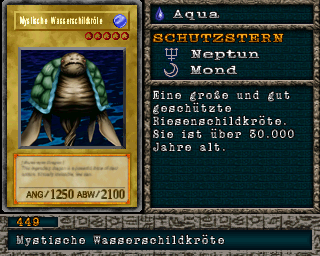 Mystische Wasserschildkröte
ANG/1250 ABW/2100
Aqua
SCHUTZSTERN
Neptun
Mond
Eine große und gut
geschützte
Riesenschildkröte.
Sie ist über 30.000
Jahre alt.
449
Mystische Wasserschildkröte